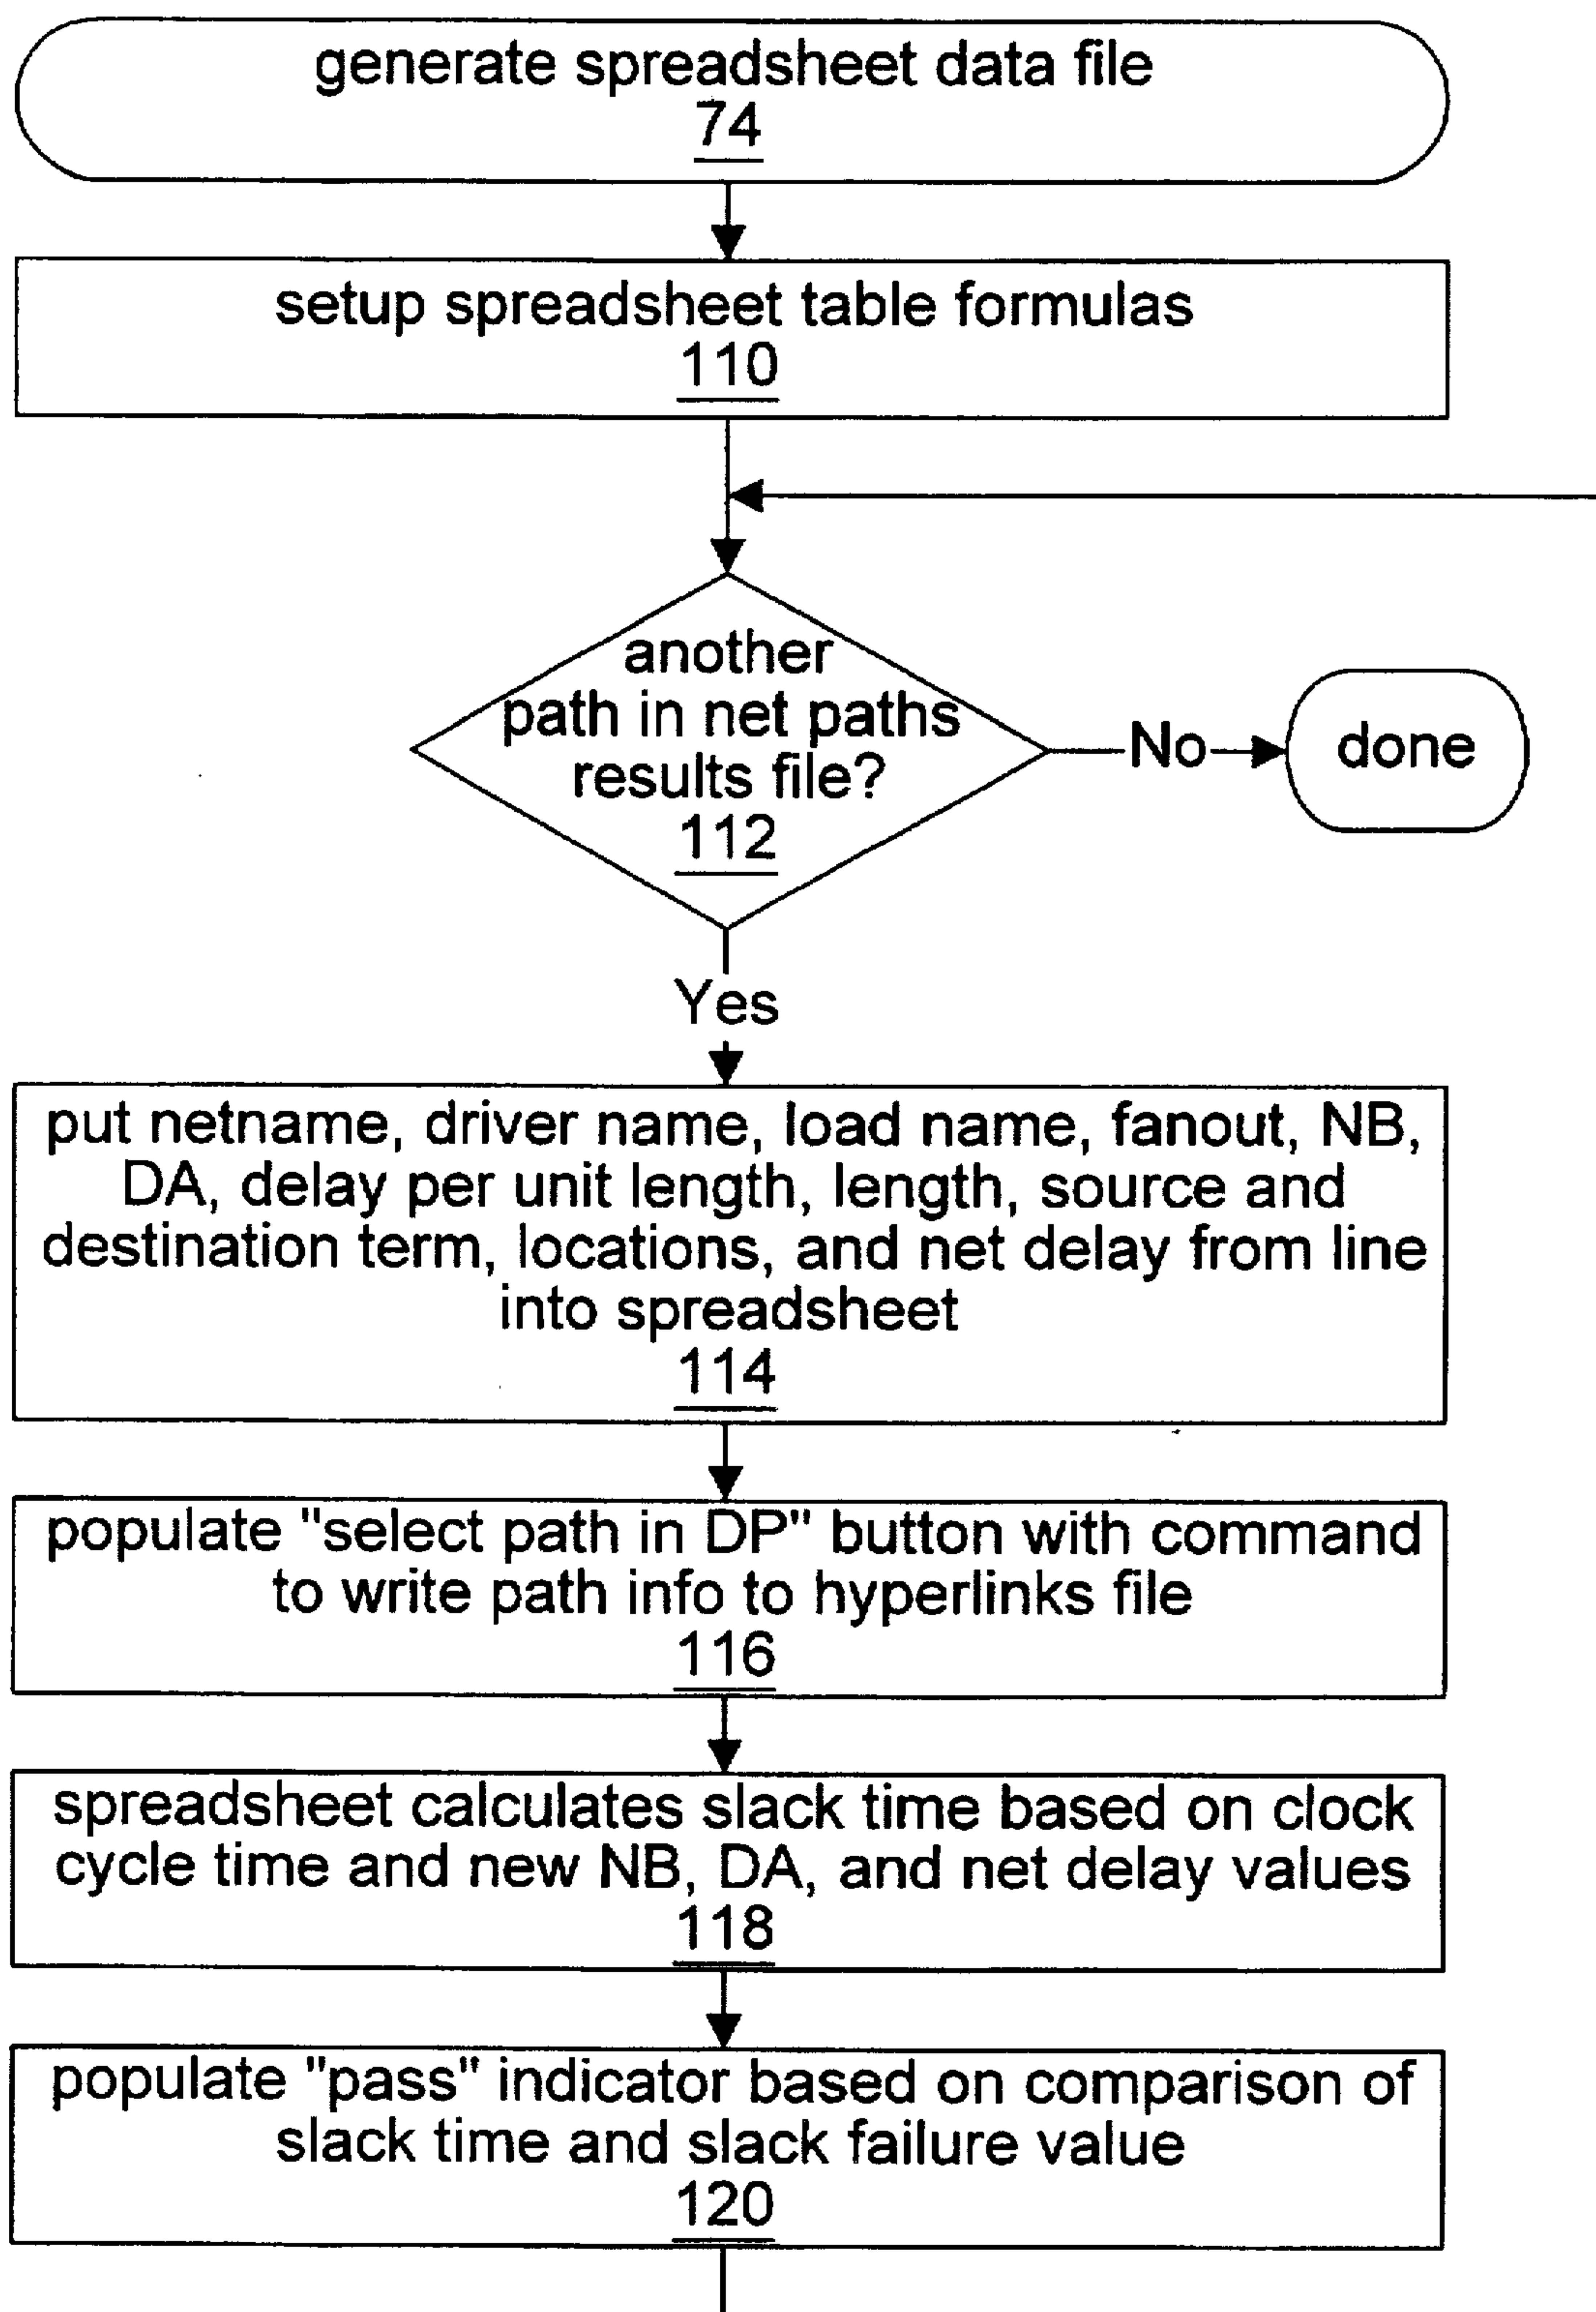 generate spreadsheet data file
74
setup spreadsheet table formulas
110
another
path in net paths
results file?
112
No
done
Yes
put netname, driver name, load name, fanout, NB,
DA, delay per unit length, length, source and
destination term, locations, and net delay from line
into spreadsheet
114
populate "select path in DP" button with command
to write path info to hyperlinks file
116
spreadsheet calculates slack time based on clock
cycle time and new NB, DA, and net delay values
118
populate "pass" indicator based on comparison of
slack time and slack failure value
120